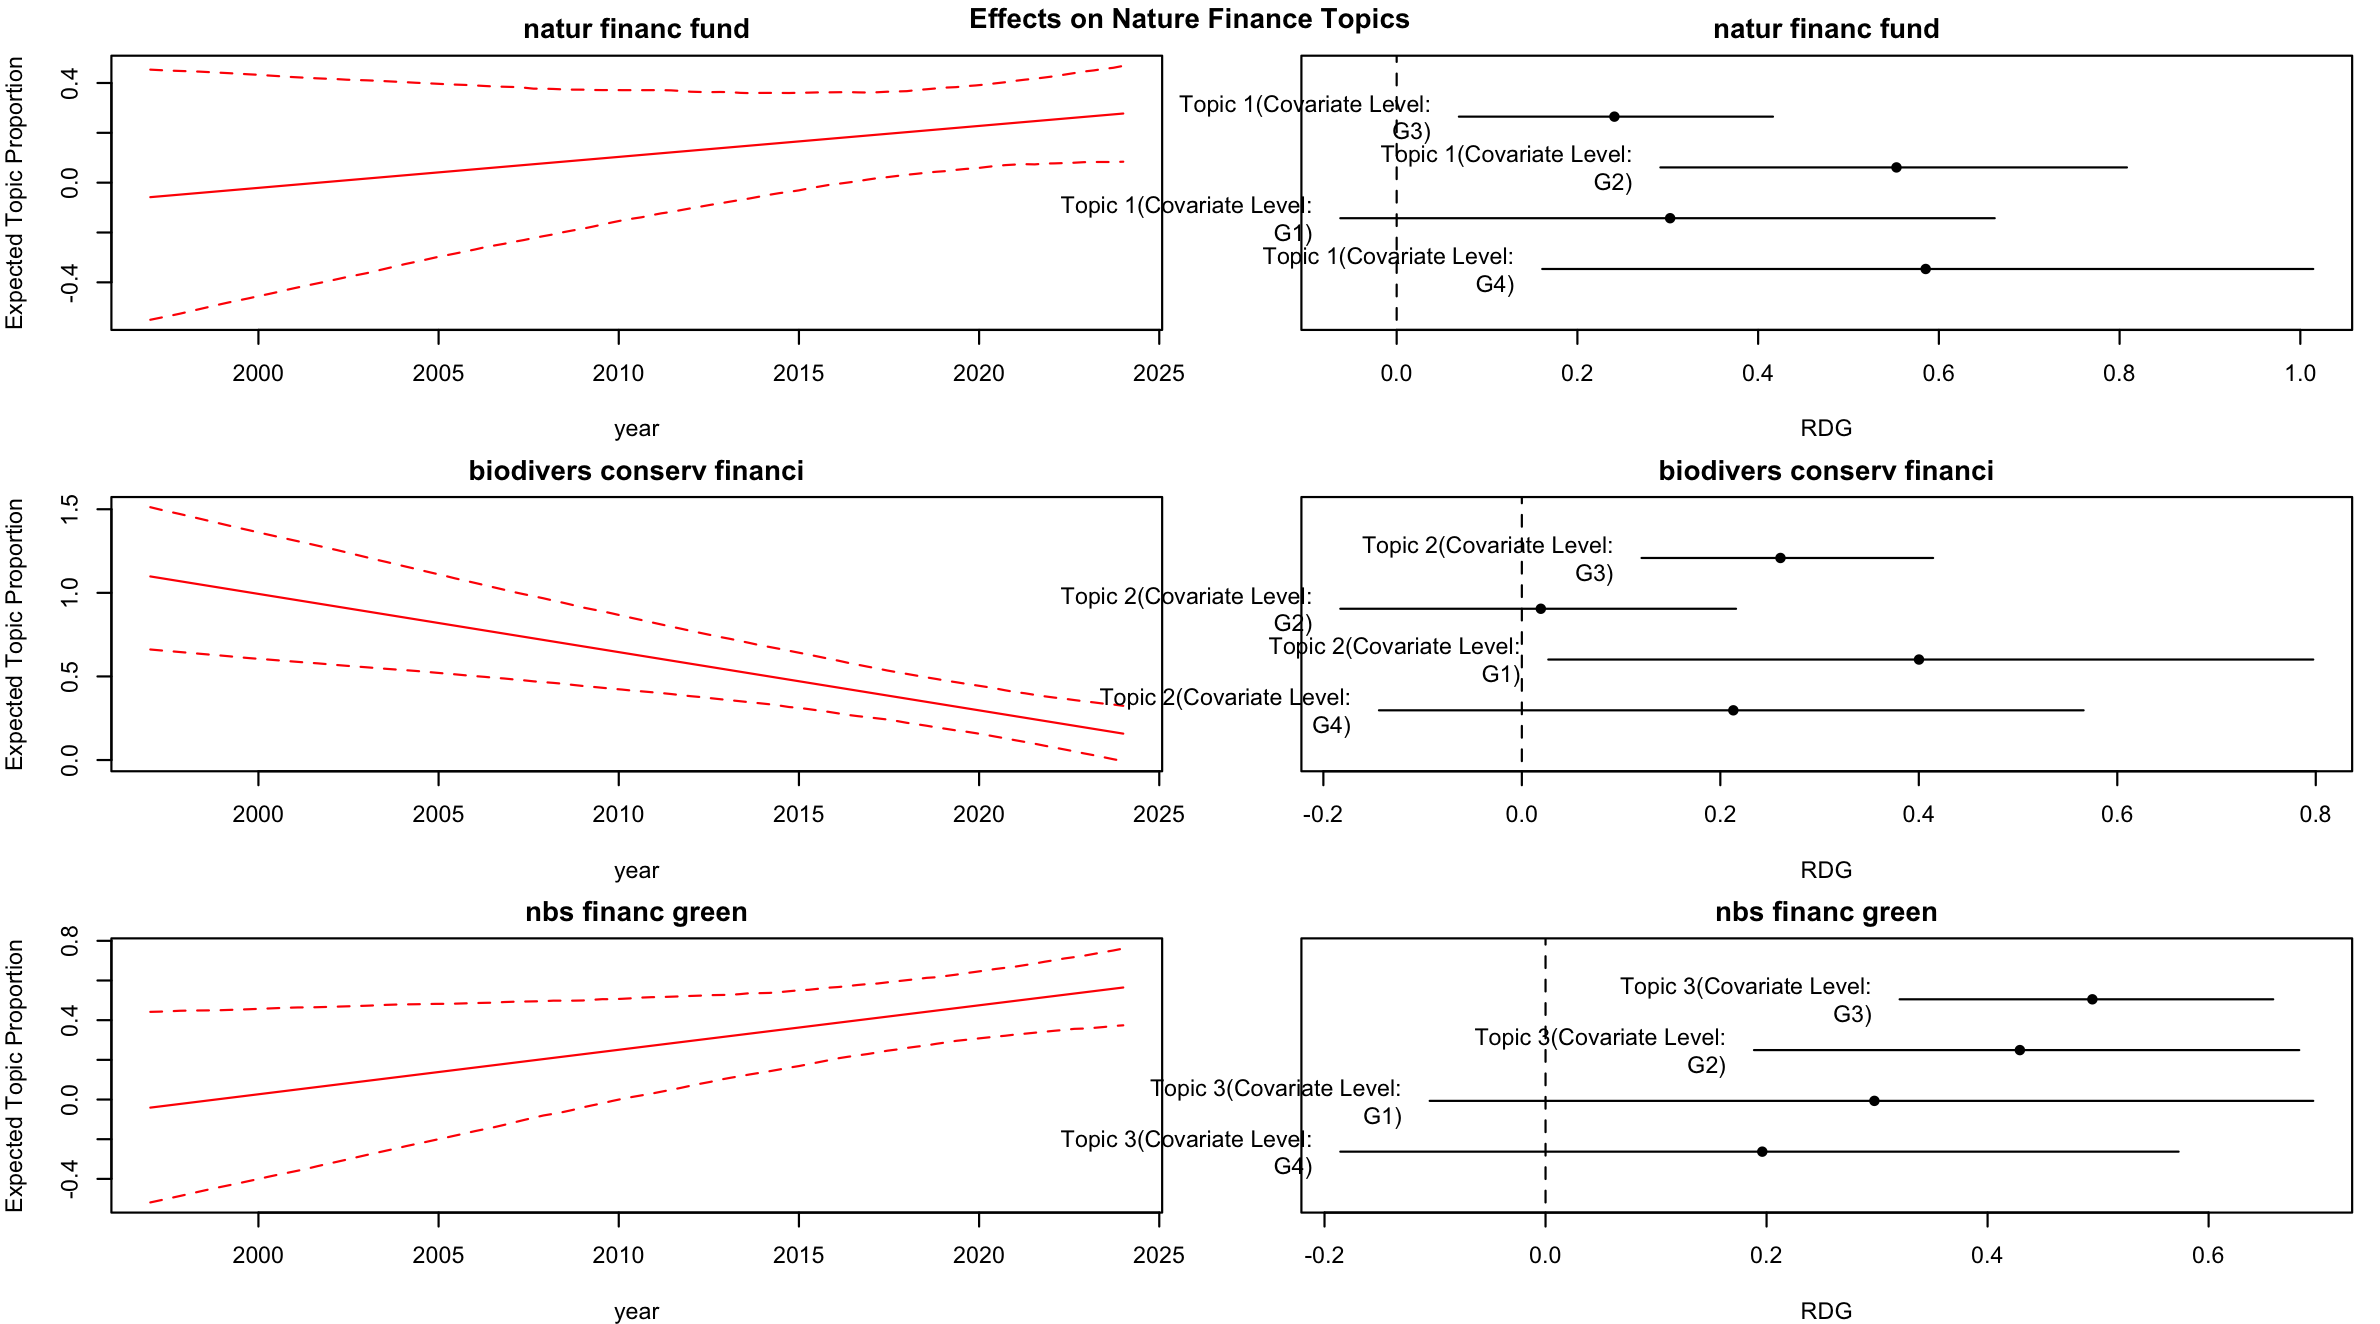 Effects on Nature Finance Topics
natur financ fund
Expected Topic Proportion
0.4
0.0
-0.4
2000 2005 2010 2015 2020 2025
year
natur financ fund
Topic 1(Covariate Level:
G3)
Topic 1(Covariate Level:
G2)
Topic 1(Covariate Level:
G1)
Topic 1(Covariate Level:
G4)
0.0 0.2 0.4 0.6 0.8 1.0
RDG
biodivers conserv financi
Expected Topic Proportion
1.5
1.0
0.5
0.0
2000 2005 2010 2015 2020 2025
year
biodivers conserv financi
Topic 2(Covariate Level:
G3)
Topic 2(Covariate Level:
G2)
Topic 2(Covariate Level:
G1)
Topic 2(Covariate Level:
G4)
-0.2 0.0 0.2 0.4 0.6 0.8
RDG
nbs financ green
Expected Topic Proportion
0.8
0.4
0.0
-0.4
2000 2005 2010 2015 2020 2025
year
nbs financ green
Topic 3(Covariate Level:
G3)
Topic 3(Covariate Level:
G2)
Topic 3(Covariate Level:
G1)
Topic 3(Covariate Level:
G4)
-0.2 0.0 0.2 0.4 0.6
RDG